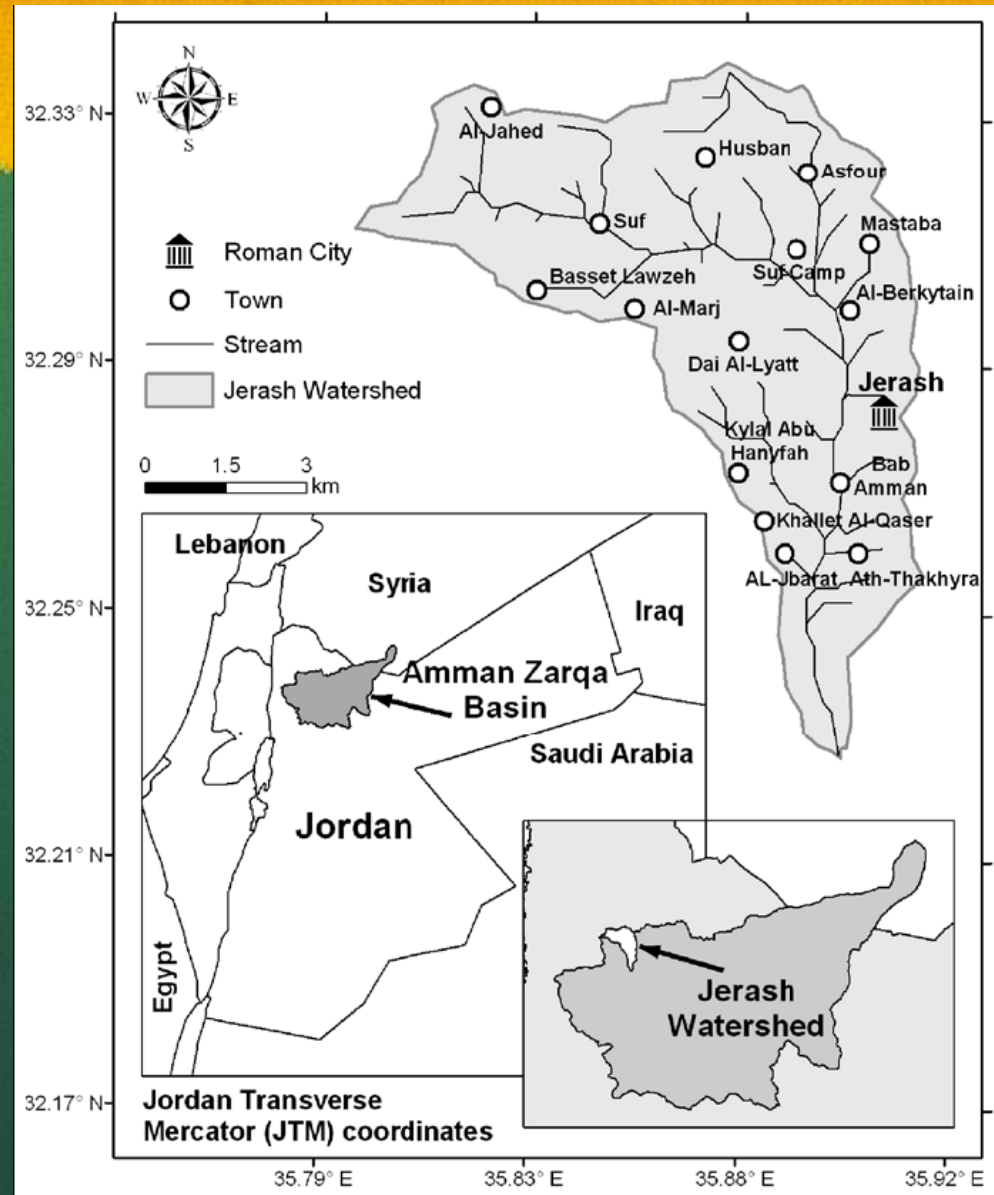 N
W
E
S
32.33° N
32.29° N
32.25° N
32.21° N
32.17° N
Roman City
Town
Stream
Jerash Watershed
0 1.5 3
km
Al-Jahed
Husban
Asfour
Suf
Mastaba
Suf Camp
Basset Lawzeh
Al-Berkytain
Al-Marj
Dai Al-Lyatt
Jerash
Kylal Abu
Hanyfah
Bab
Amman
Khallet Al-Qaser
AL-Jbarat
Ath-Thakhyra
Lebanon
Syria
Iraq
Amman Zarqa
Basin
Saudi Arabia
Jordan
Egypt
Jerash
Watershed
Jordan Transverse
Mercator (JTM) coordinates
35.79° E
35.83° E
35.88° E
35.92° E